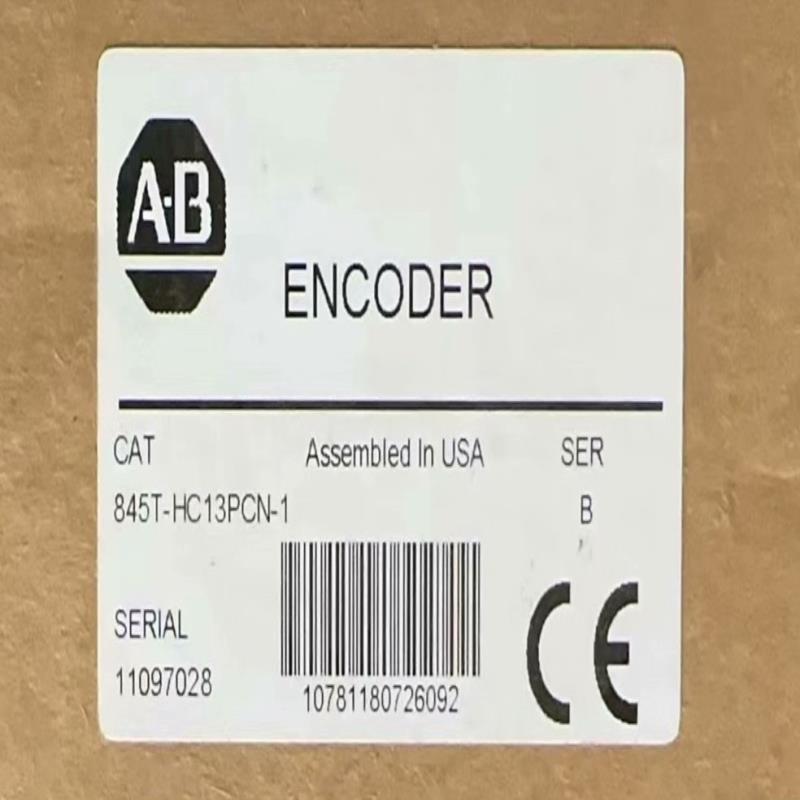 A·B
ENCODER
CAT Assembled In USA SER
845T-HC13PCN-1 B
SERIAL
11097028
10781180726092
CE